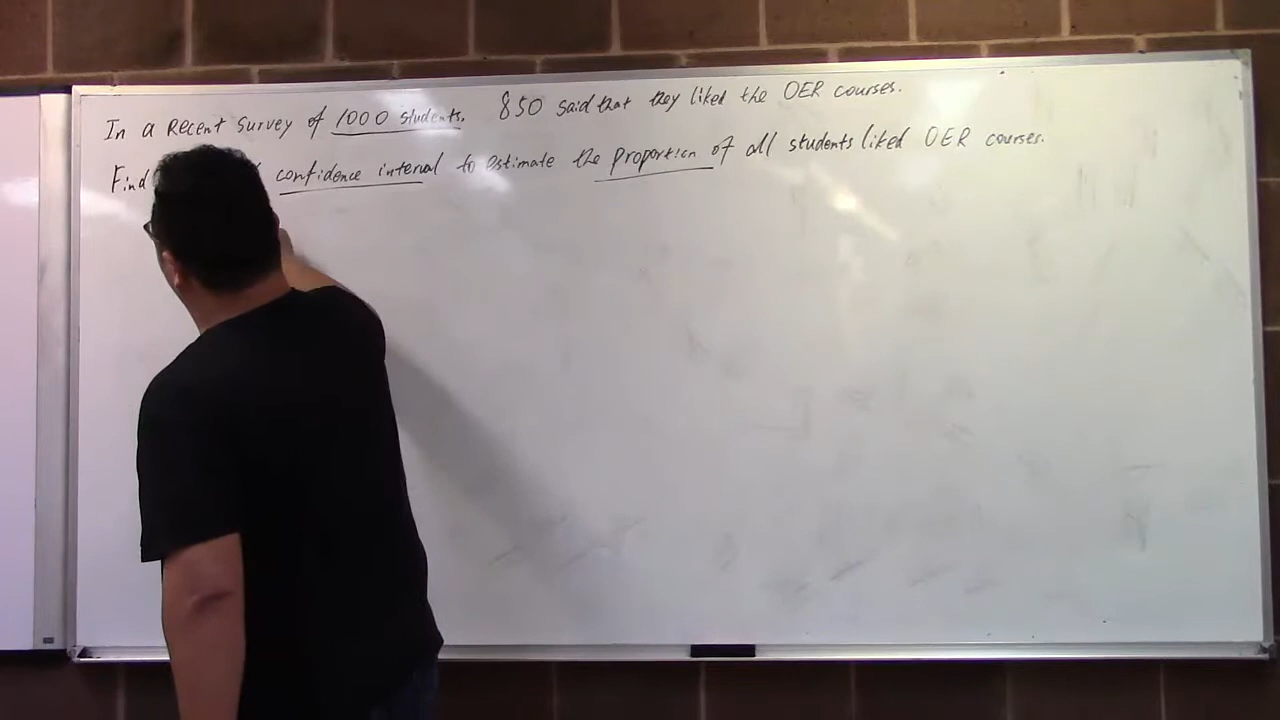 In a recent survey of 1000 students, 850 said that they liked the OER courses.
Find confidence interval to estimate the proportion of all students liked OER courses.